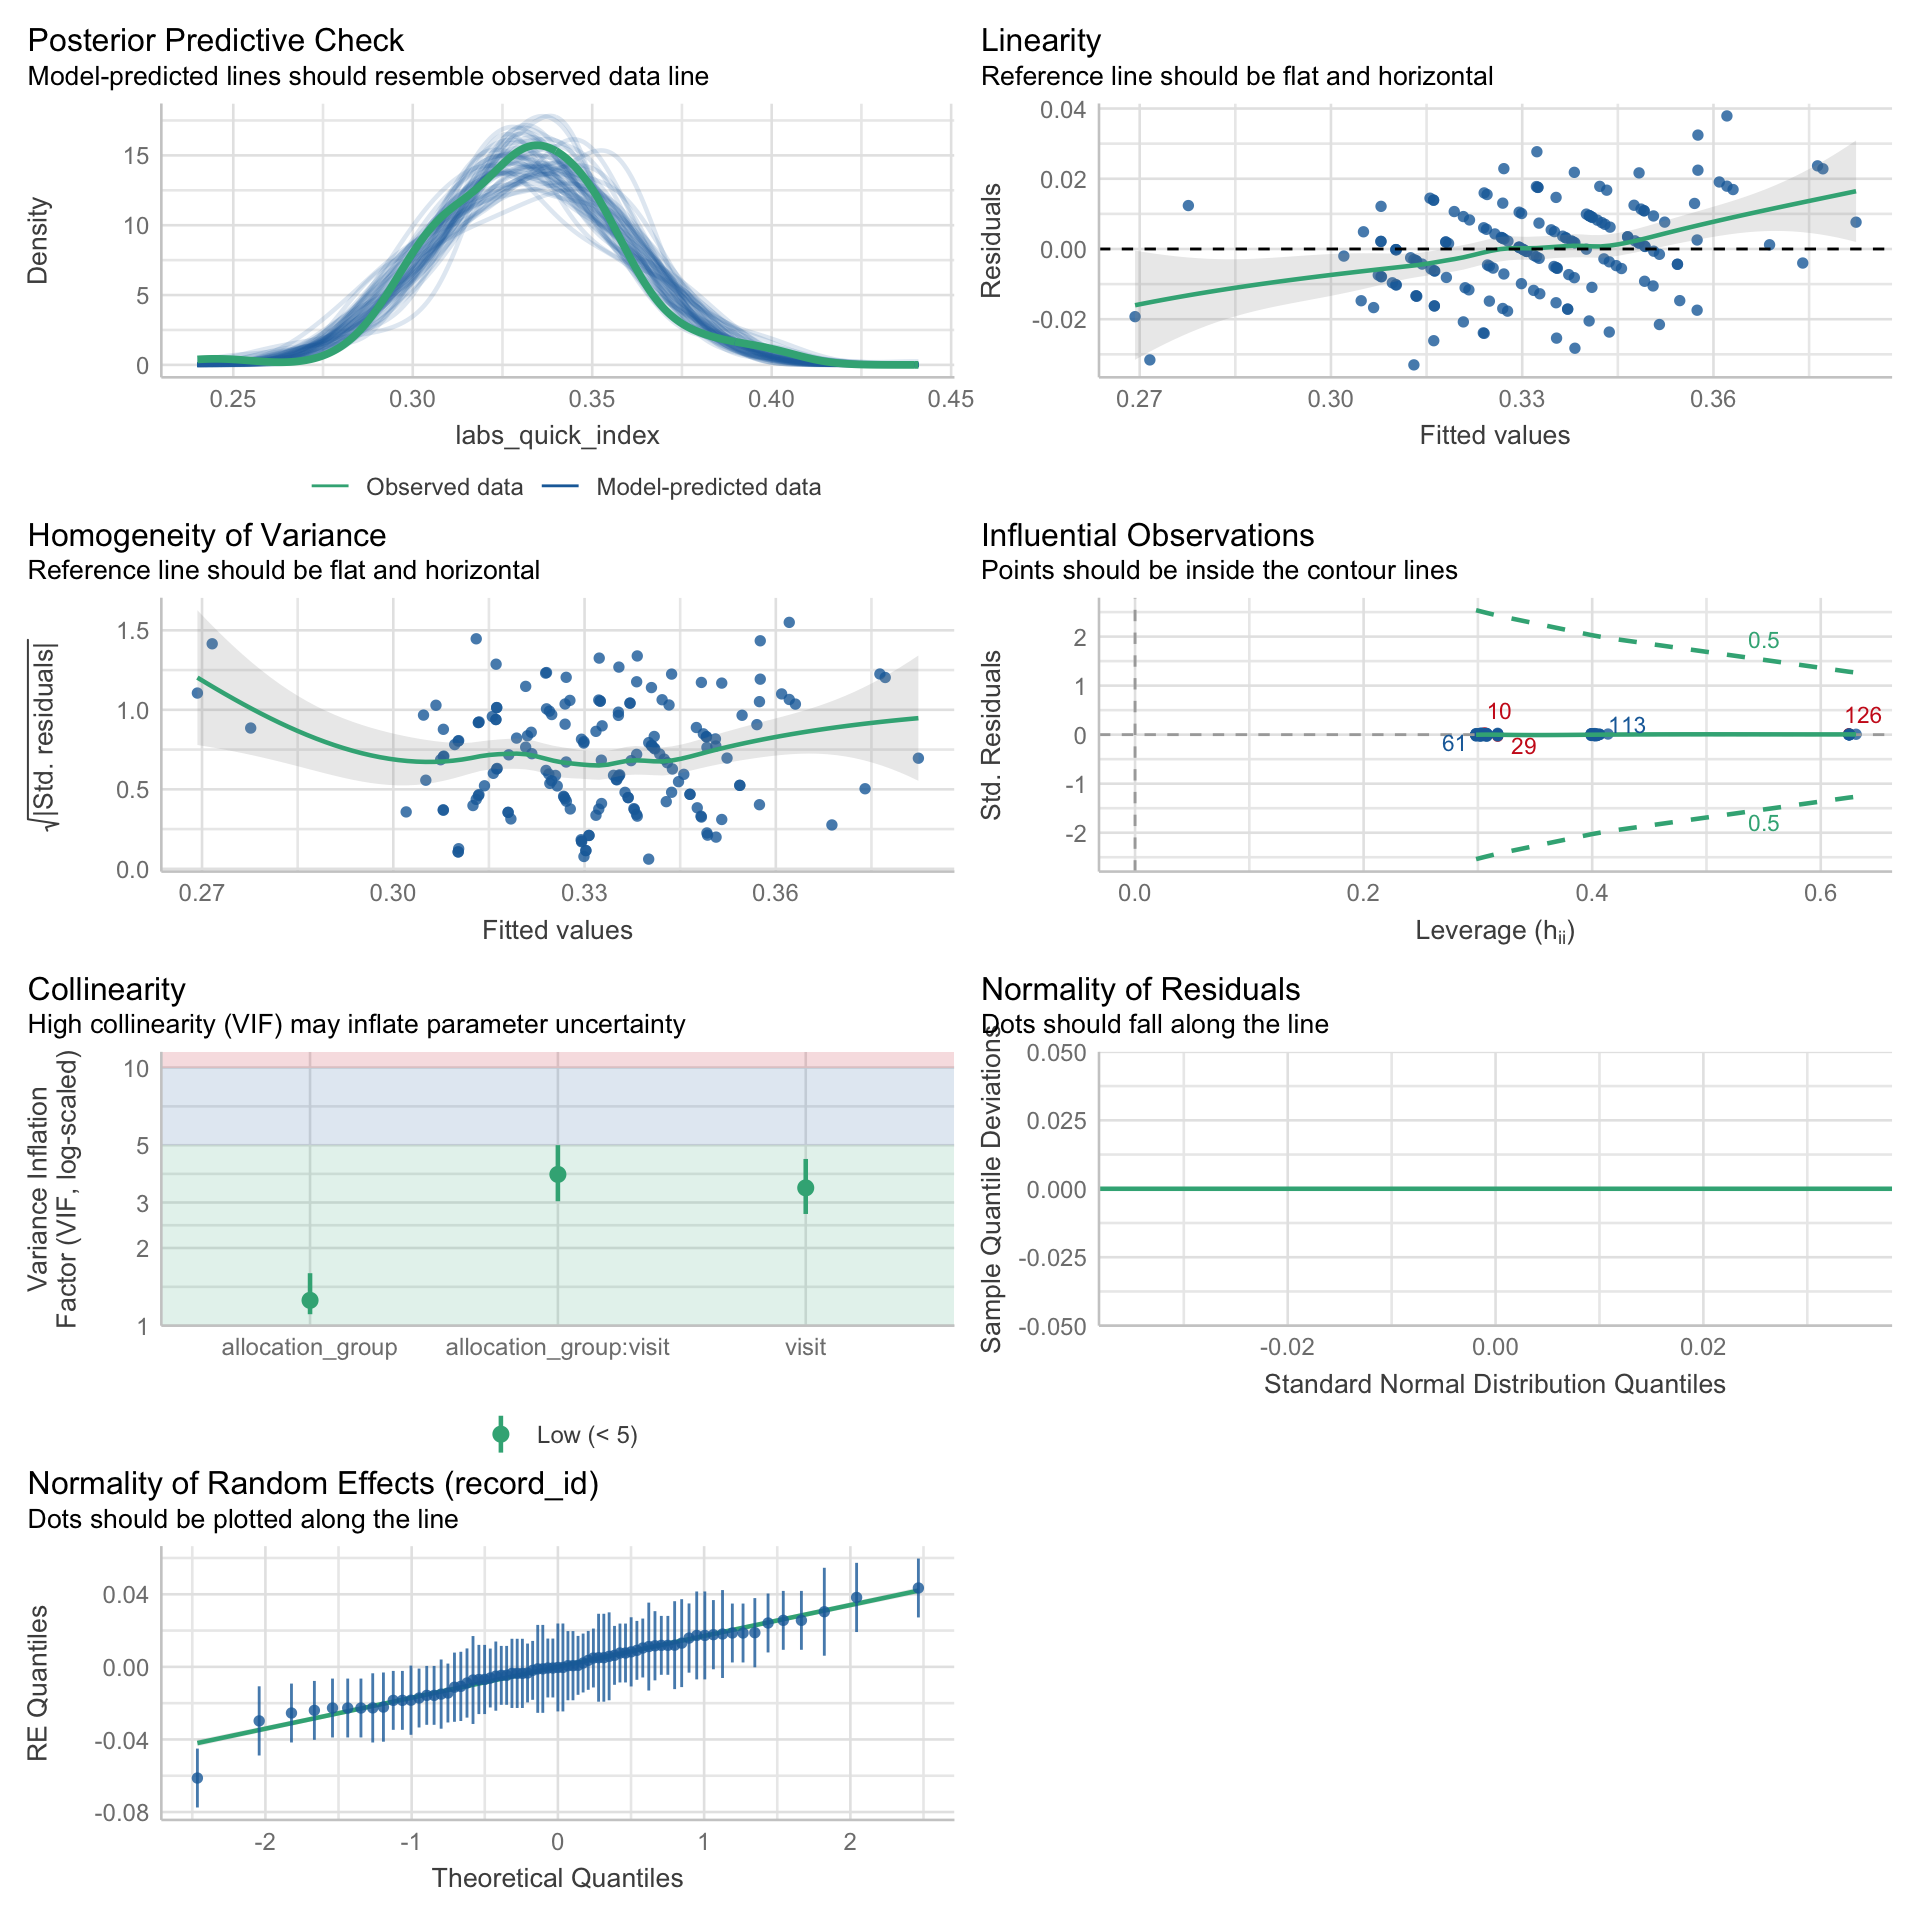 Posterior Predictive Check
Model-predicted lines should resemble observed data line
Density
15
10
5
0
0.25 0.30 0.35 0.40 0.45
labs_quick_index
Observed data Model-predicted data
Linearity
Reference line should be flat and horizontal
Residuals
0.04
0.02
0.00
-0.02
0.27 0.30 0.33 0.36
Fitted values
Homogeneity of Variance
Reference line should be flat and horizontal
√|Std. residuals|
1.5
1.0
0.5
0.0
0.27 0.30 0.33 0.36
Fitted values
Influential Observations
Points should be inside the contour lines
Std. Residuals
2
1
0
-1
-2
0.5
10
126
113
61
29
0.5
0.0 0.2 0.4 0.6
Leverage (hii)
Collinearity
High collinearity (VIF) may inflate parameter uncertainty
Variance Inflation
Factor (VIF, log-scaled)
10
5
3
2
1
allocation_group allocation_group:visit visit
Low (< 5)
Normality of Residuals
Dots should fall along the line
Sample Quantile Deviations
0.050
0.025
0.000
-0.025
-0.050
-0.02 0.00 0.02
Standard Normal Distribution Quantiles
Normality of Random Effects (record_id)
Dots should be plotted along the line
RE Quantiles
0.04
0.00
-0.04
-0.08
-2 -1 0 1 2
Theoretical Quantiles